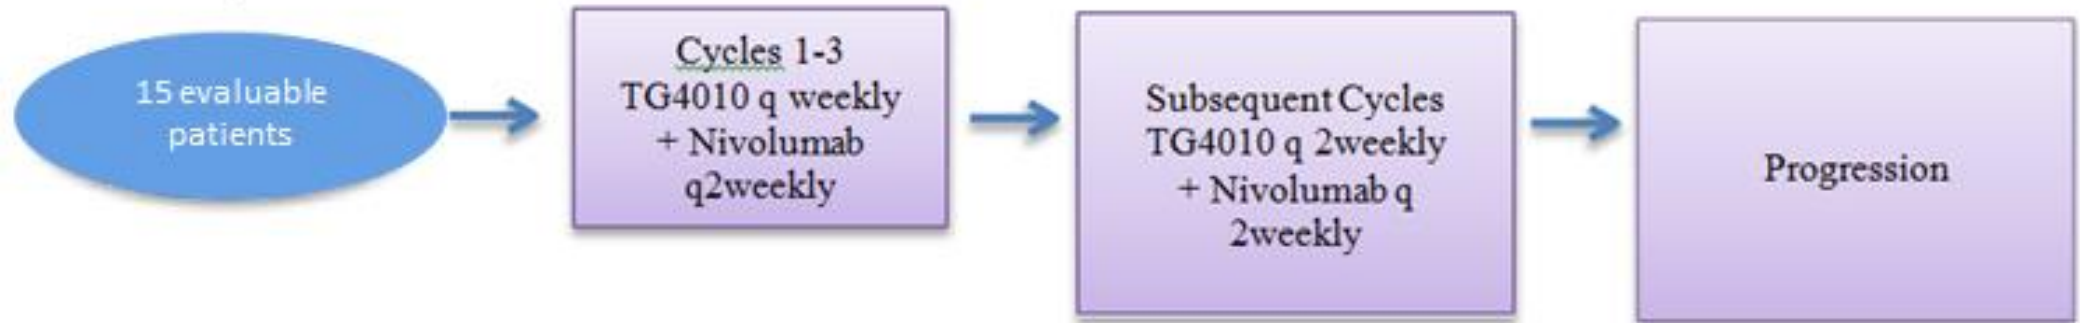 15 evaluable
patients
Cycles 1-3
TG4010 q weekly
+ Nivolumab
q2weekly
Subsequent Cycles
TG4010 q 2weekly
+ Nivolumab q
2weekly
Progression